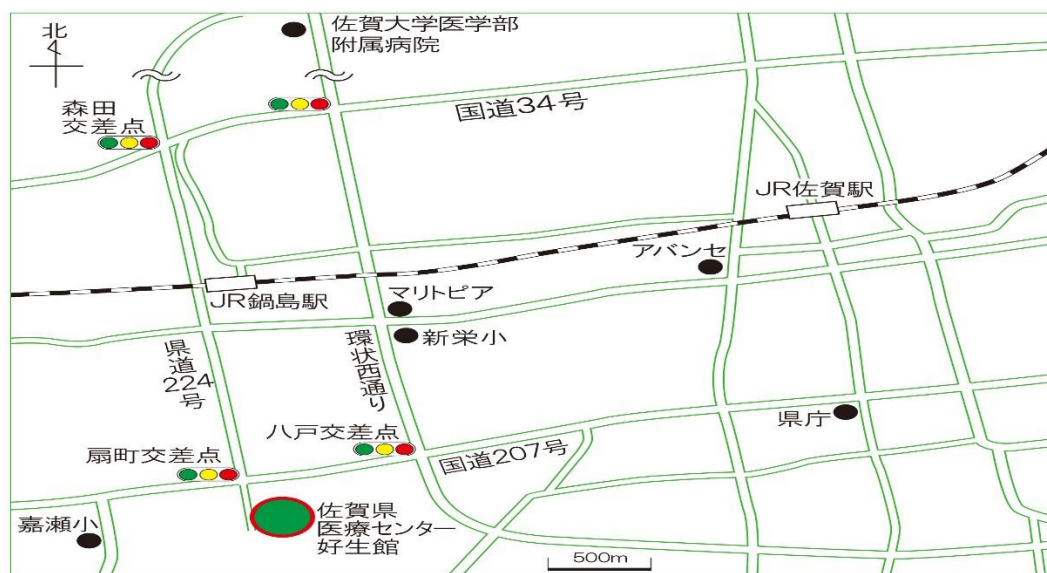 北
佐賀大学医学部
附属病院
森田
交差点
国道34号
JR佐賀駅
アバンセ
JR鍋島駅
マリトピア
新栄小
県道224号
環状西通り
県庁
八戸交差点
国道207号
扇町交差点
佐賀県
医療センター
好生館
嘉瀬小
500m